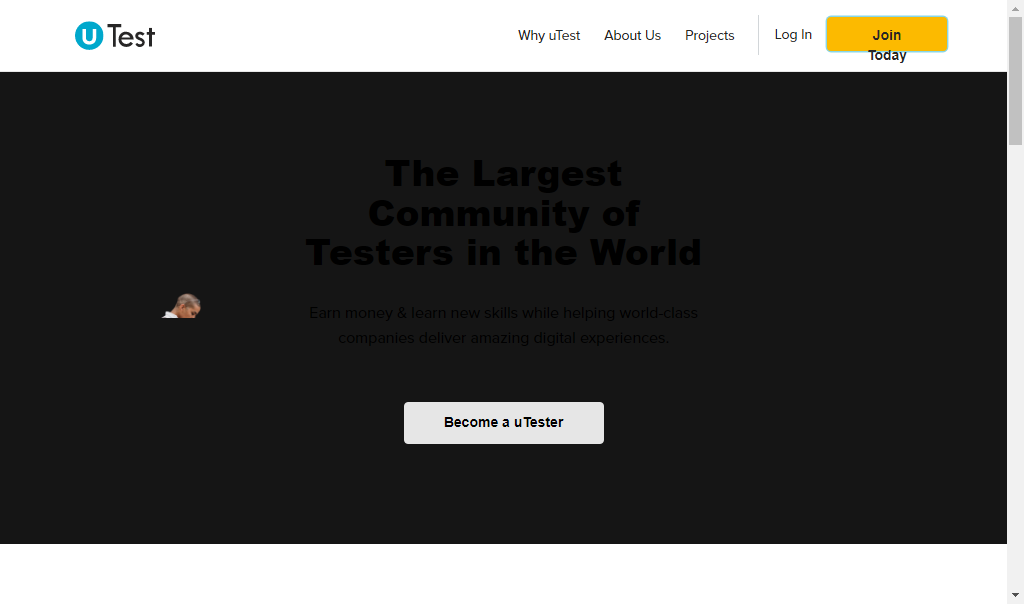 uTest
Why uTest
About Us
Projects
Log In
Join
Today
The Largest
Community of
Testers in the World
Earn money & learn new skills while helping world-class
companies deliver amazing digital experiences.
Become a uTester